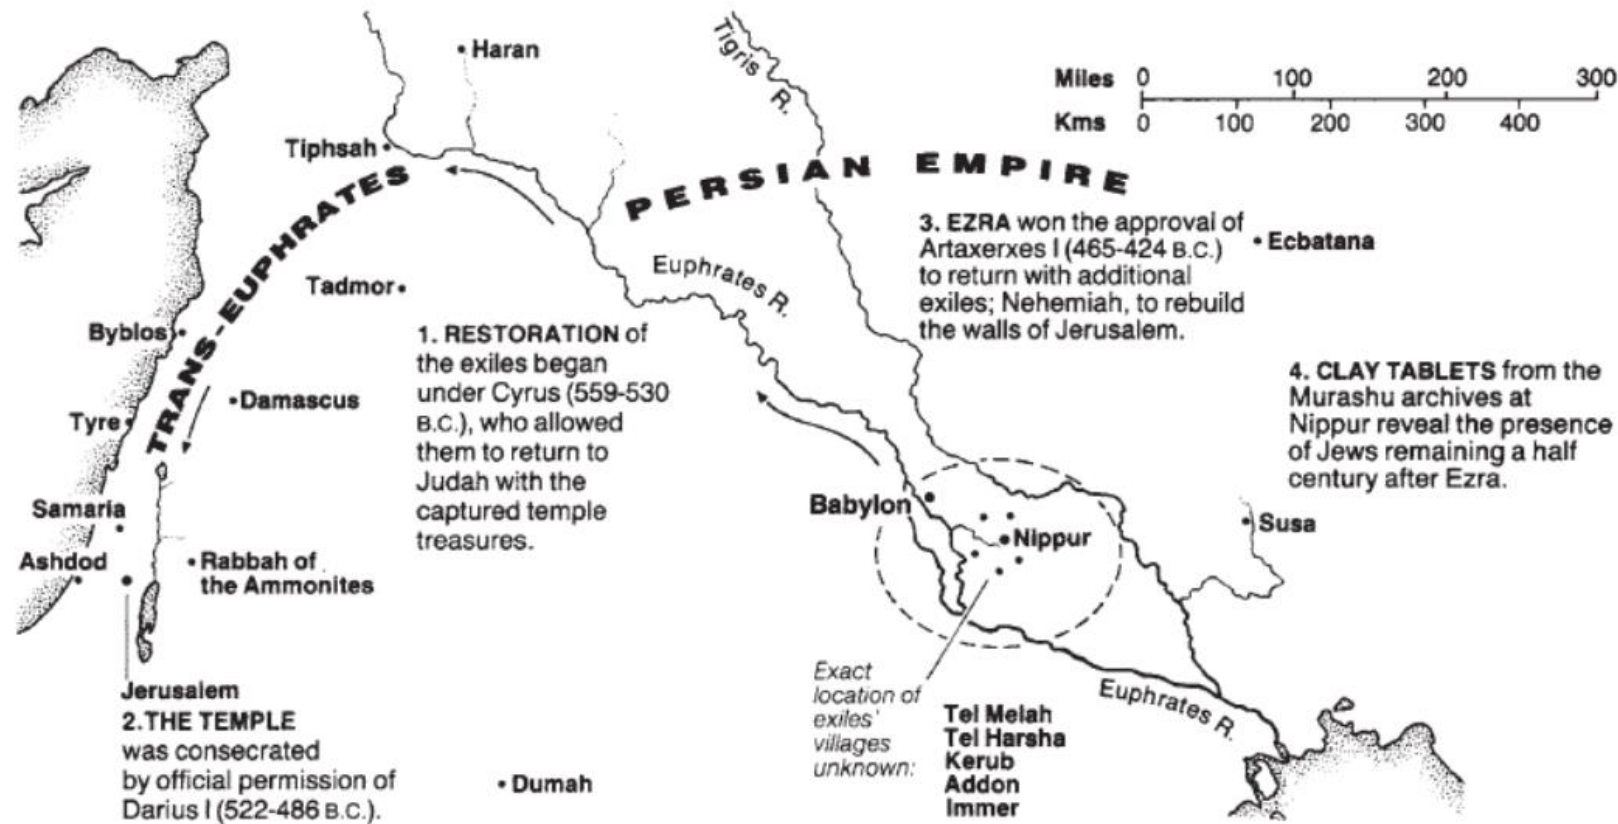 Haran
Tigris R.
Miles 0 100 200 300
Kms 0 100 200 300 400
Tiphsah
TRANS-EUPHRATES
PERSIAN EMPIRE
3. EZRA won the approval of
Artaxerxes I (465-424 B.C.)
to return with additional
exiles; Nehemiah, to rebuild
the walls of Jerusalem.
Ecbatana
Euphrates R.
Tadmor
Byblos
1. RESTORATION of
the exiles began
under Cyrus (559-530
B.C.), who allowed
them to return to
Judah with the
captured temple
treasures.
4. CLAY TABLETS from the
Murashu archives at
Nippur reveal the presence
of Jews remaining a half
century after Ezra.
Damascus
Tyre
Babylon
Samaria
Susa
Nippur
Ashdod
Rabbah of
the Ammonites
Jerusalem
2. THE TEMPLE
was consecrated
by official permission of
Darius I (522-486 B.C.).
Dumah
Exact
location of
exiles'
villages
unknown:
Tel Melah
Tel Harsha
Kerub
Addon
Immer
Euphrates R.